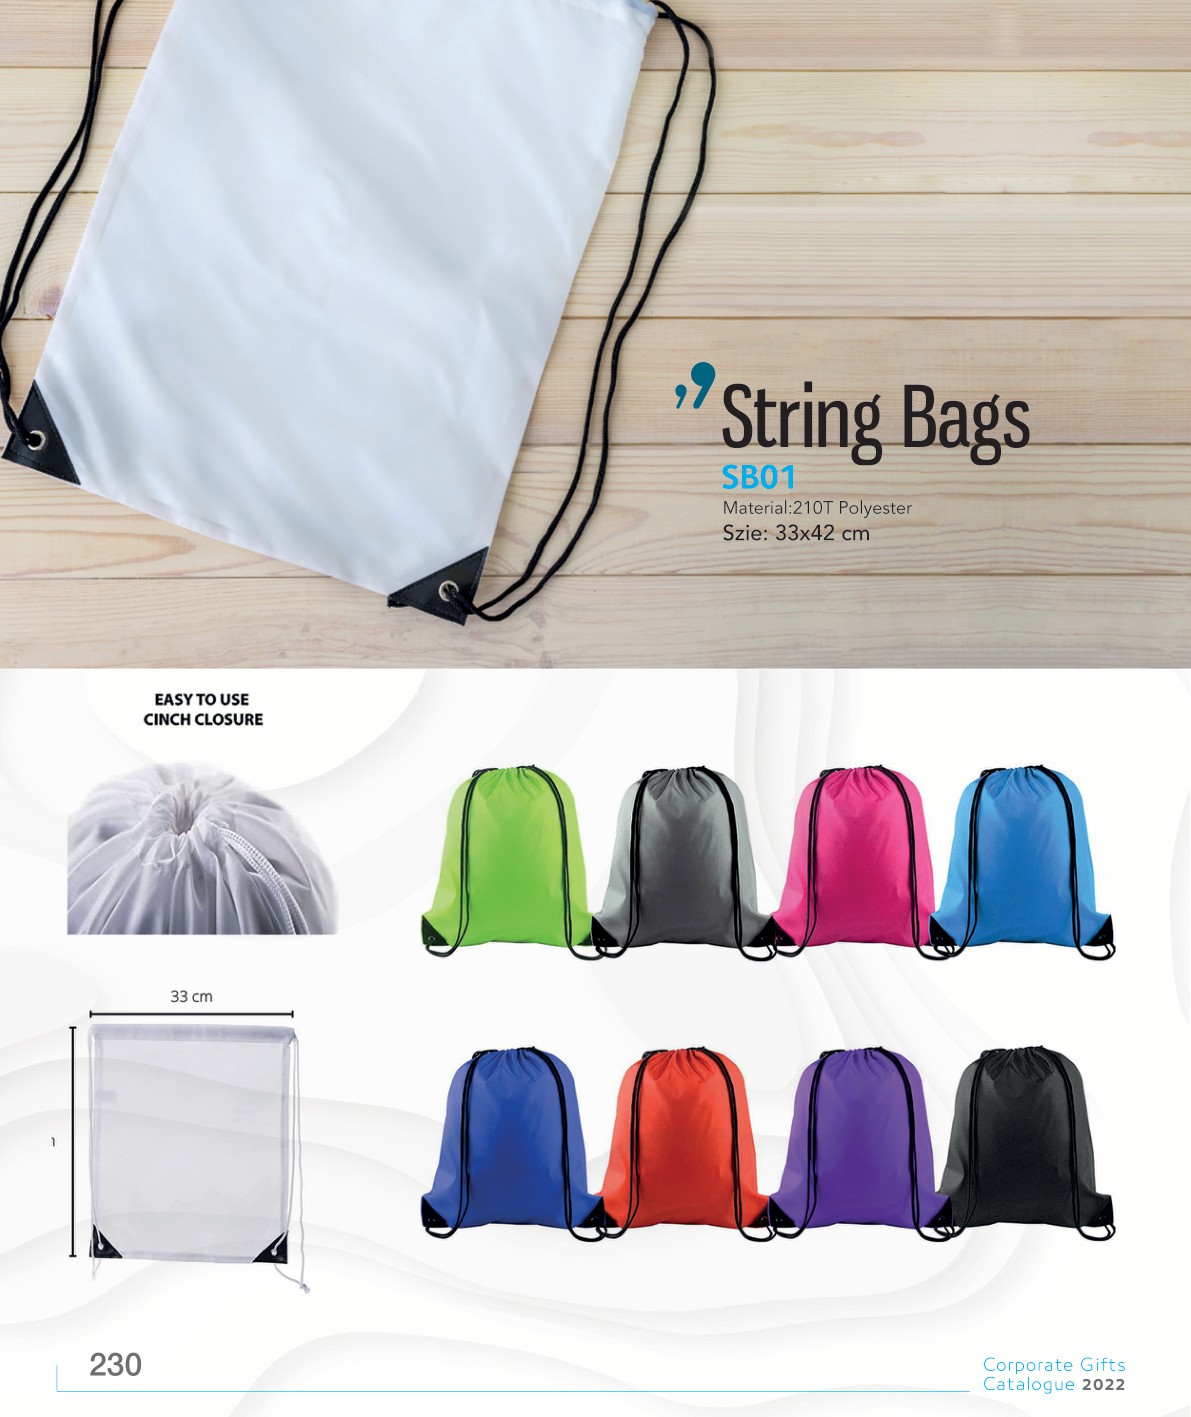 String Bags
SB01
Material:210T Polyester
Szie: 33x42 cm
EASY TO USE
CINCH CLOSURE
33 cm
230
Corporate Gifts
Catalogue 2022